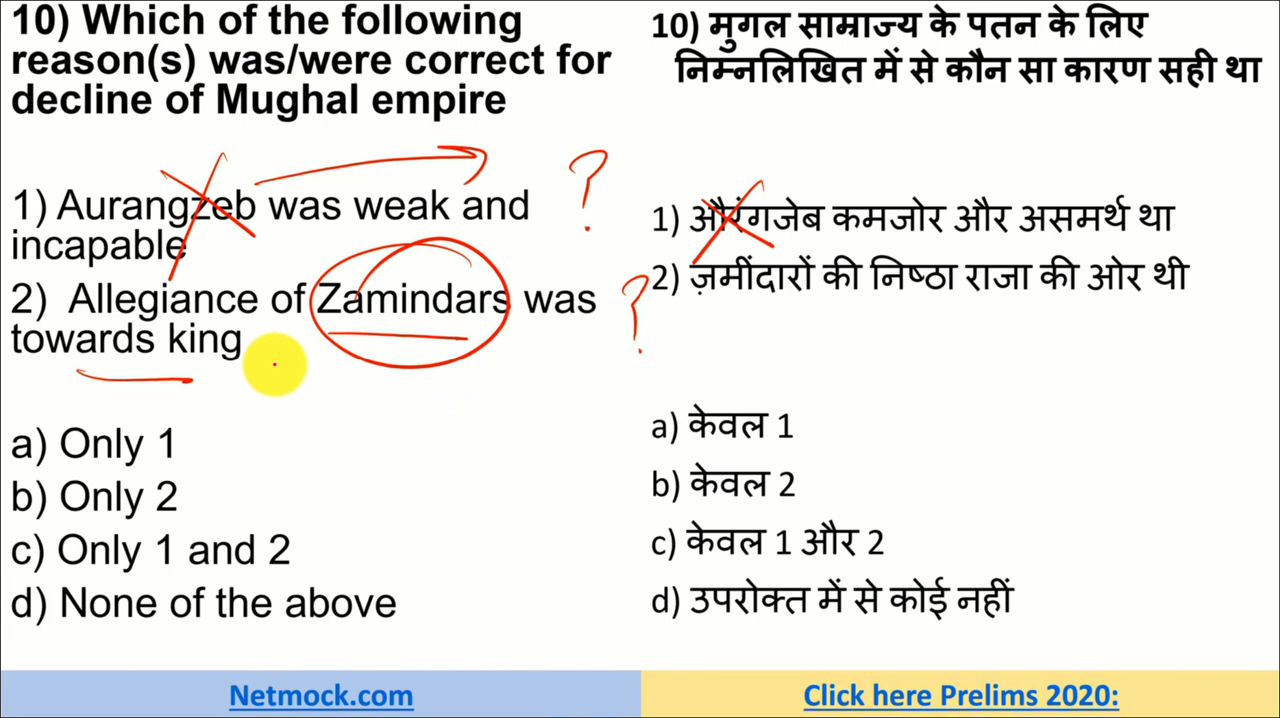 10) Which of the following
reason(s) was/were correct for
decline of Mughal empire
1) Aurangzeb was weak and
incapable
2) Allegiance of Zamindars was
towards king
a) Only 1
b) Only 2
c) Only 1 and 2
d) None of the above
10) मुगल साम्राज्य के पतन के लिए
निम्नलिखित में से कौन सा कारण सही था
1) औरंगजेब कमजोर और असमर्थ था
2) ज़मींदारों की निष्ठा राजा की ओर थी
a) केवल 1
b) केवल 2
c) केवल 1 और 2
d) उपरोक्त में से कोई नहीं
?
?
Netmock.com
Click here Prelims 2020: